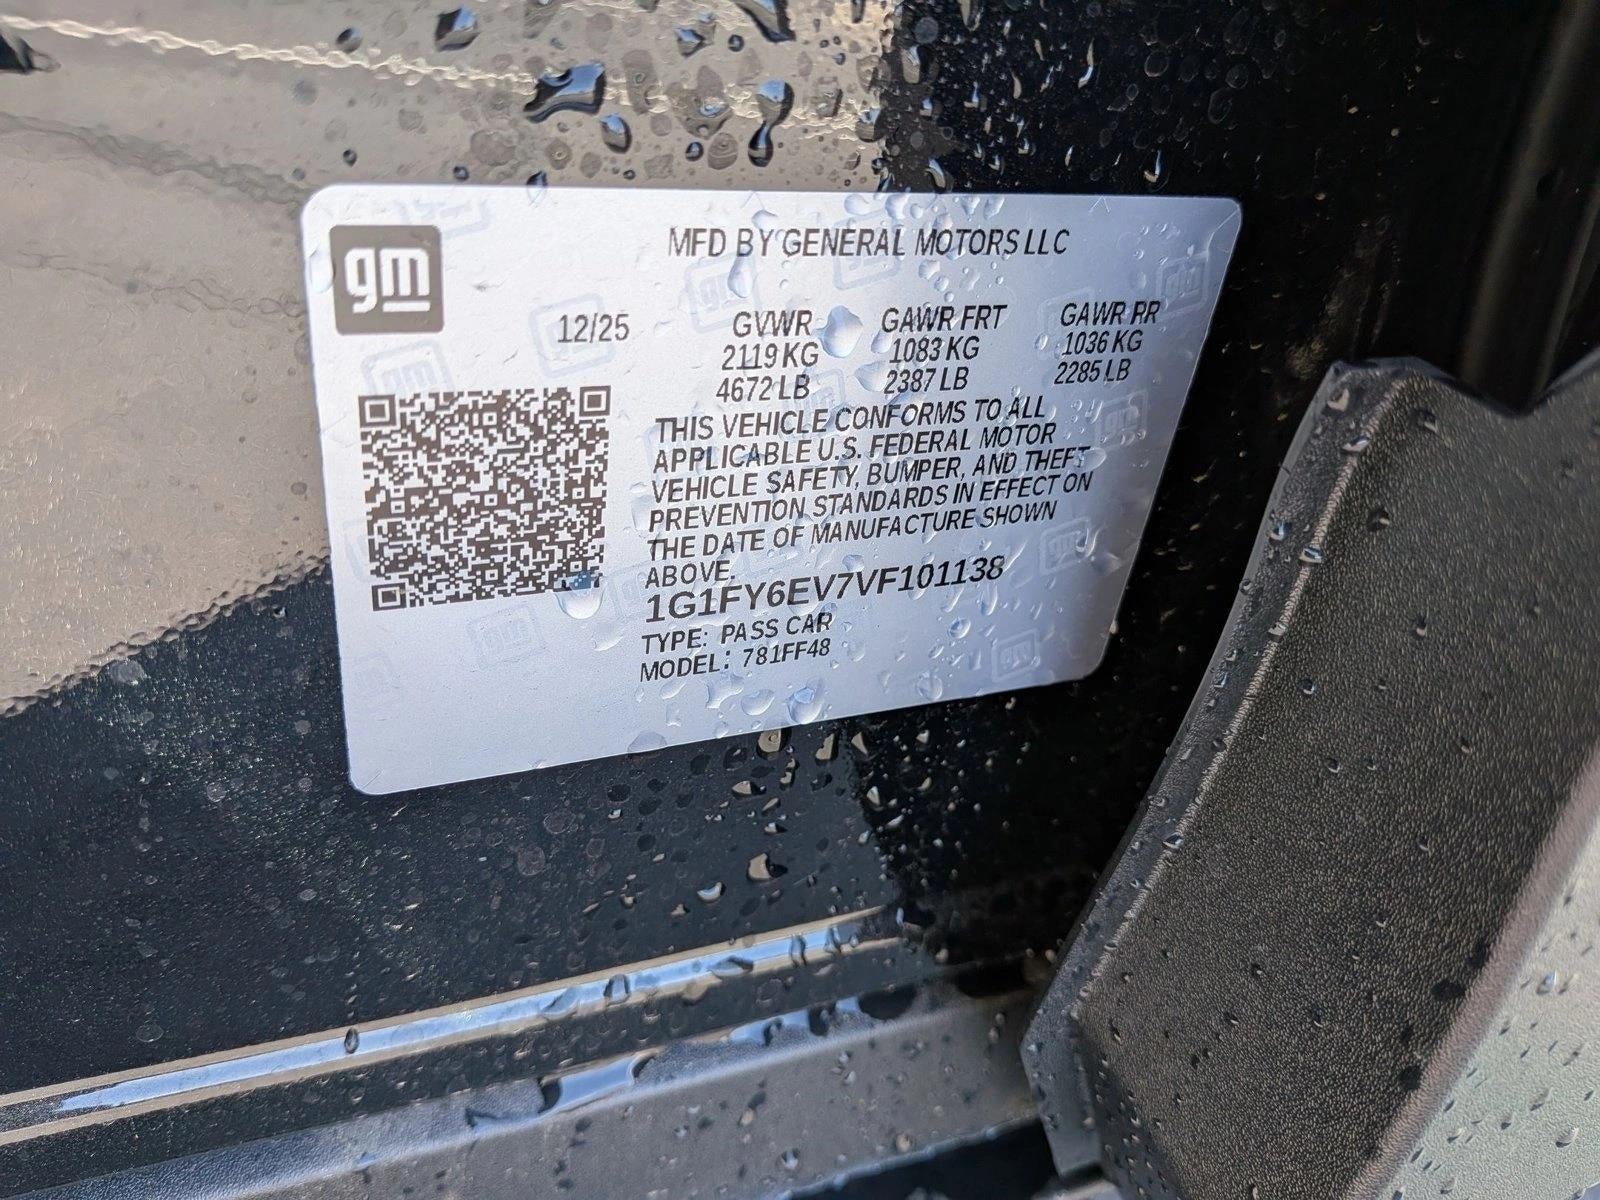 gm
MFD BY GENERAL MOTORS LLC
12/25
GVWR GAWR FRT GAWR RR
2119 KG 1083 KG 1036 KG
4672 LB 2387 LB 2285 LB
THIS VEHICLE CONFORMS TO ALL
APPLICABLE U.S. FEDERAL MOTOR
VEHICLE SAFETY, BUMPER, AND THEFT
PREVENTION STANDARDS IN EFFECT ON
THE DATE OF MANUFACTURE SHOWN
ABOVE.
1G1FY6EV7VF101138
TYPE: PASS CAR
MODEL: 781FF48